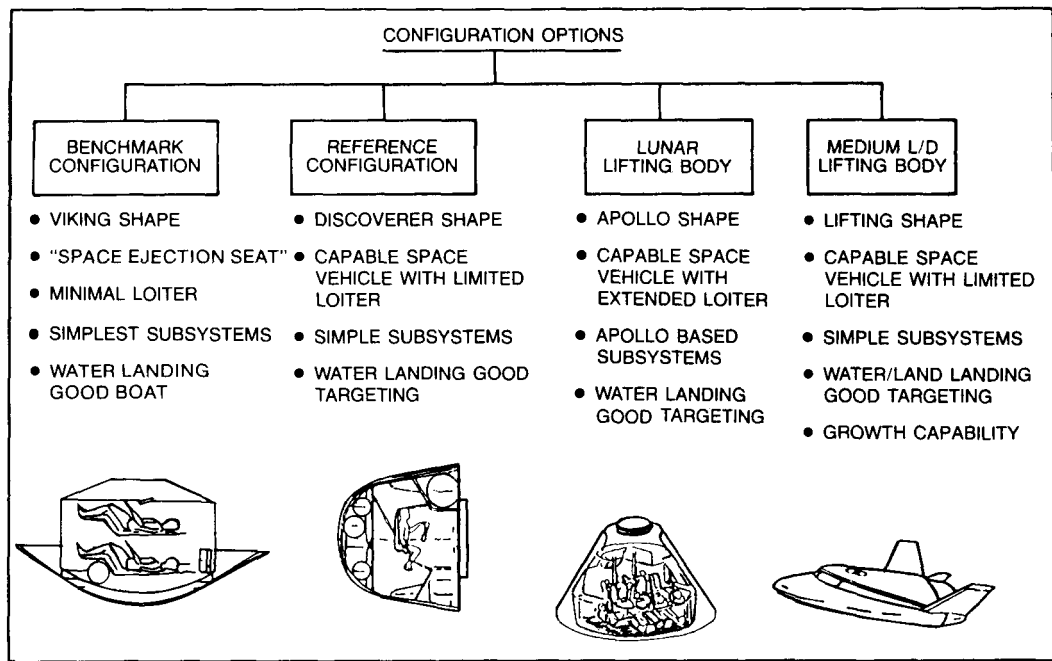 CONFIGURATION OPTIONS
BENCHMARK
CONFIGURATION
• VIKING SHAPE
• "SPACE EJECTION SEAT"
• MINIMAL LOITER
• SIMPLEST SUBSYSTEMS
• WATER LANDING
GOOD BOAT
REFERENCE
CONFIGURATION
• DISCOVERER SHAPE
• CAPABLE SPACE
VEHICLE WITH LIMITED
LOITER
• SIMPLE SUBSYSTEMS
• WATER LANDING GOOD
TARGETING
LUNAR
LIFTING BODY
• APOLLO SHAPE
• CAPABLE SPACE
VEHICLE WITH
EXTENDED LOITER
• APOLLO BASED
SUBSYSTEMS
• WATER LANDING
GOOD TARGETING
MEDIUM L/D
LIFTING BODY
• LIFTING SHAPE
• CAPABLE SPACE
VEHICLE WITH LIMITED
LOITER
• SIMPLE SUBSYSTEMS
• WATER/LAND LANDING
GOOD TARGETING
• GROWTH CAPABILITY